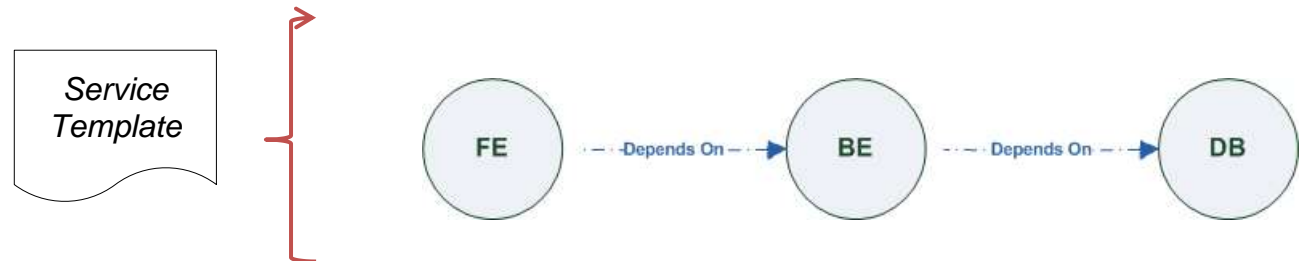 Service
Template
FE
Depends On
BE
Depends On
DB